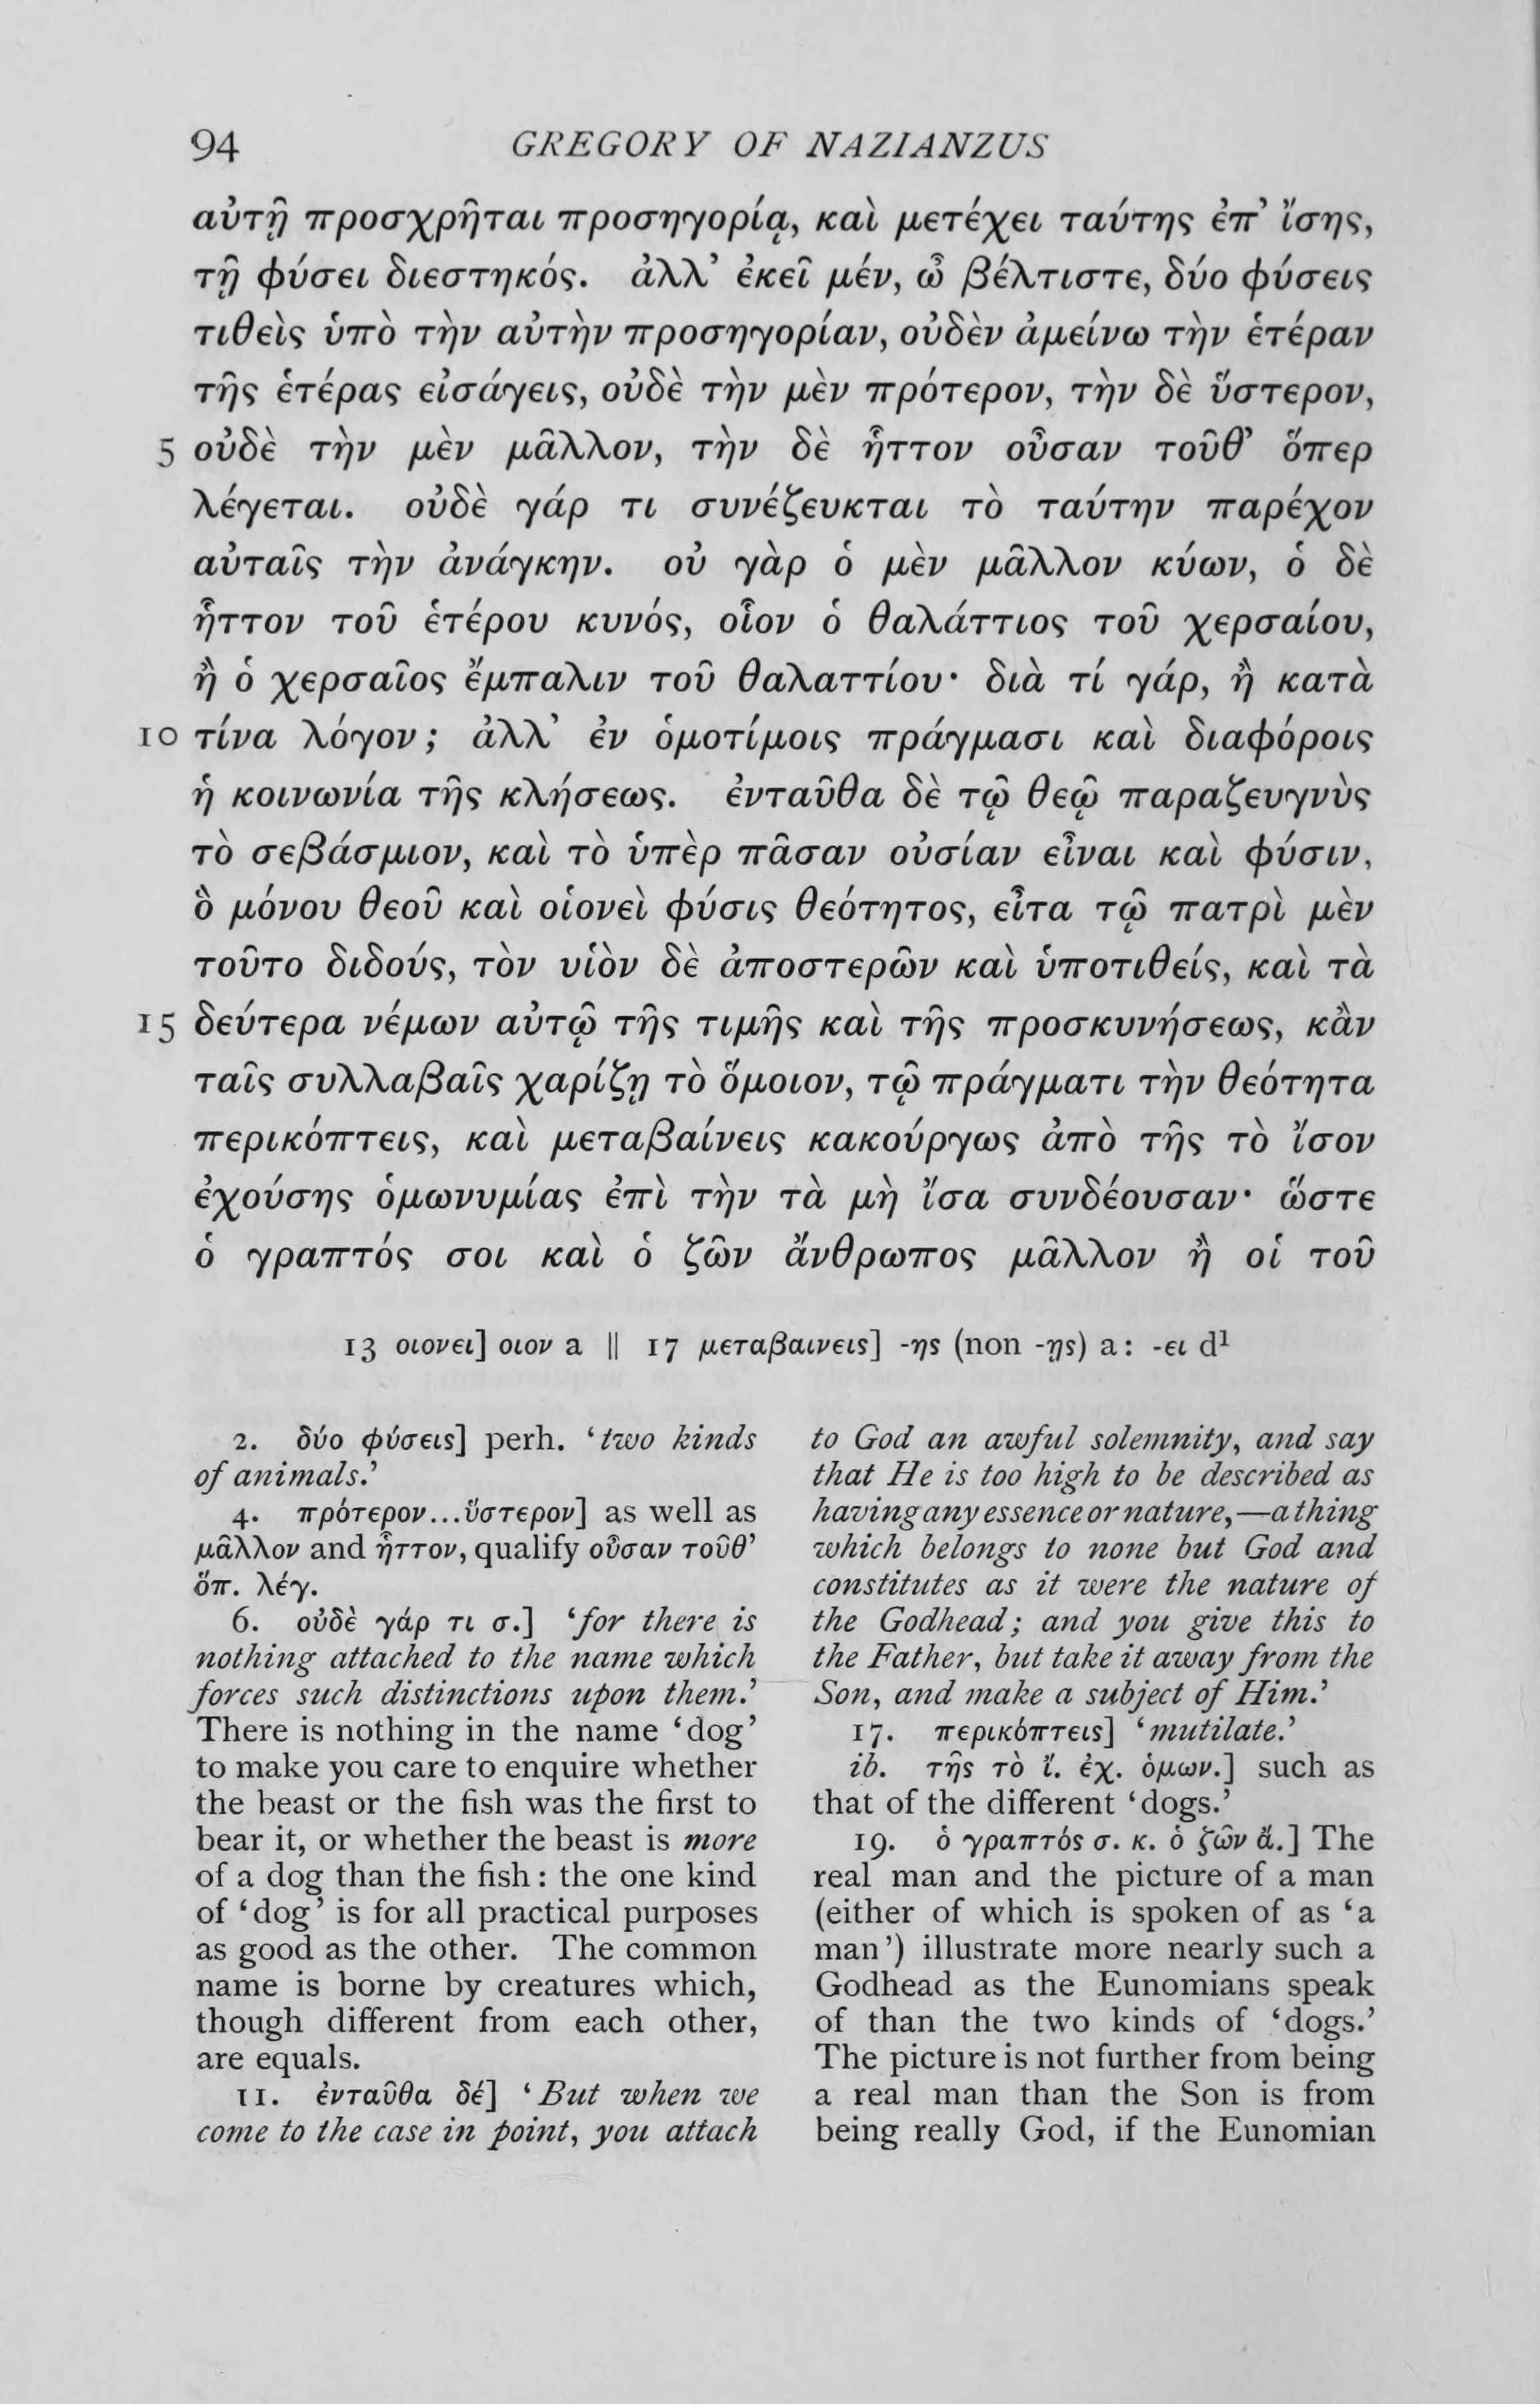 94 GREGORY OF NAZIANZUS
αὐτῇ προσχρῆται προσηγορίᾳ, καὶ μετέχει ταύτης ἐπ’ ἴσης,
τῇ φύσει διεστηκός. ἀλλ’ ἐκεῖ μέν, ὦ βέλτιστε, δύο φύσεις
τιθεὶς ὑπὸ τὴν αὐτὴν προσηγορίαν, οὐδὲν ἀμείνω τὴν ἑτέραν
τῆς ἑτέρας εἰσάγεις, οὐδὲ τὴν μὲν πρότερον, τὴν δὲ ὕστερον,
5 οὐδὲ τὴν μὲν μᾶλλον, τὴν δὲ ἧττον οὖσαν τοῦθ’ ὅπερ
λέγεται. οὐδὲ γάρ τι συνέζευκται τὸ ταύτην παρέχον
αὐταῖς τὴν ἀνάγκην. οὐ γὰρ ὁ μὲν μᾶλλον κύων, ὁ δὲ
ἧττον τοῦ ἑτέρου κυνός, οἷον ὁ θαλάττιος τοῦ χερσαίου,
ἢ ὁ χερσαῖος ἔμπαλιν τοῦ θαλαττίου· διὰ τί γάρ, ἢ κατὰ
10 τίνα λόγον; ἀλλ’ ἐν ὁμοτίμοις πράγμασι καὶ διαφόροις
ἡ κοινωνία τῆς κλήσεως. ἐνταῦθα δὲ τῷ θεῷ παραζευγνὺς
τὸ σεβάσμιον, καὶ τὸ ὑπὲρ πᾶσαν οὐσίαν εἶναι καὶ φύσιν,
ὃ μόνου θεοῦ καὶ οἱονεὶ φύσις θεότητος, εἶτα τῷ πατρὶ μὲν
τοῦτο διδούς, τὸν υἱὸν δὲ ἀποστερῶν καὶ ὑποτιθείς, καὶ τὰ
15 δεύτερα νέμων αὐτῷ τῆς τιμῆς καὶ τῆς προσκυνήσεως, κἂν
ταῖς συλλαβαῖς χαρίζῃ τὸ ὅμοιον, τῷ πράγματι τὴν θεότητα
περικόπτεις, καὶ μεταβαίνεις κακούργως ἀπὸ τῆς τὸ ἴσον
ἐχούσης ὁμωνυμίας ἐπὶ τὴν τὰ μὴ ἴσα συνδέουσαν· ὥστε
ὁ γραπτός σοι καὶ ὁ ζῶν ἄνθρωπος μᾶλλον ἢ οἱ τοῦ
13 οιονει] οιον a || 17 μεταβαινεις] -ης (non -ῃς) a : -ει d¹
2. δύο φύσεις] perh. ‘two kinds
of animals.’
4. πρότερον...ὕστερον] as well as
μᾶλλον and ἧττον, qualify οὖσαν τοῦθ’
ὅπ. λέγ.
6. οὐδὲ γάρ τι σ.] ‘for there is
nothing attached to the name which
forces such distinctions upon them.’
There is nothing in the name ‘dog’
to make you care to enquire whether
the beast or the fish was the first to
bear it, or whether the beast is more
of a dog than the fish : the one kind
of ‘dog’ is for all practical purposes
as good as the other. The common
name is borne by creatures which,
though different from each other,
are equals.
11. ἐνταῦθα δέ] ‘But when we
come to the case in point, you attach
to God an awful solemnity, and say
that He is too high to be described as
having any essence or nature,—a thing
which belongs to none but God and
constitutes as it were the nature of
the Godhead; and you give this to
the Father, but take it away from the
Son, and make a subject of Him.’
17. περικόπτεις] ‘mutilate.’
ib. τῆς τὸ ἴ. ἐχ. ὁμων.] such as
that of the different ‘dogs.’
19. ὁ γραπτός σ. κ. ὁ ζῶν ἄ.] The
real man and the picture of a man
(either of which is spoken of as ‘a
man’) illustrate more nearly such a
Godhead as the Eunomians speak
of than the two kinds of ‘dogs.’
The picture is not further from being
a real man than the Son is from
being really God, if the Eunomian